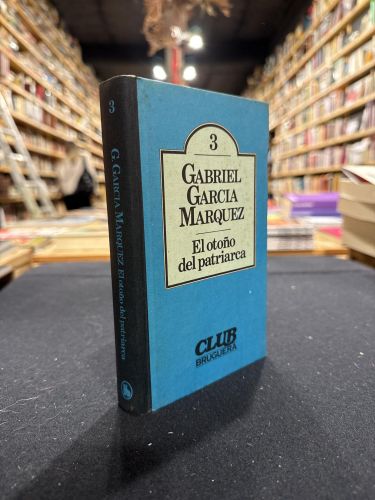 3
G. GARCIA MARQUEZ El otoño del patriarca
3
GABRIEL
GARCIA
MARQUEZ
El otoño
del patriarca
CLUB
BRUGUERA